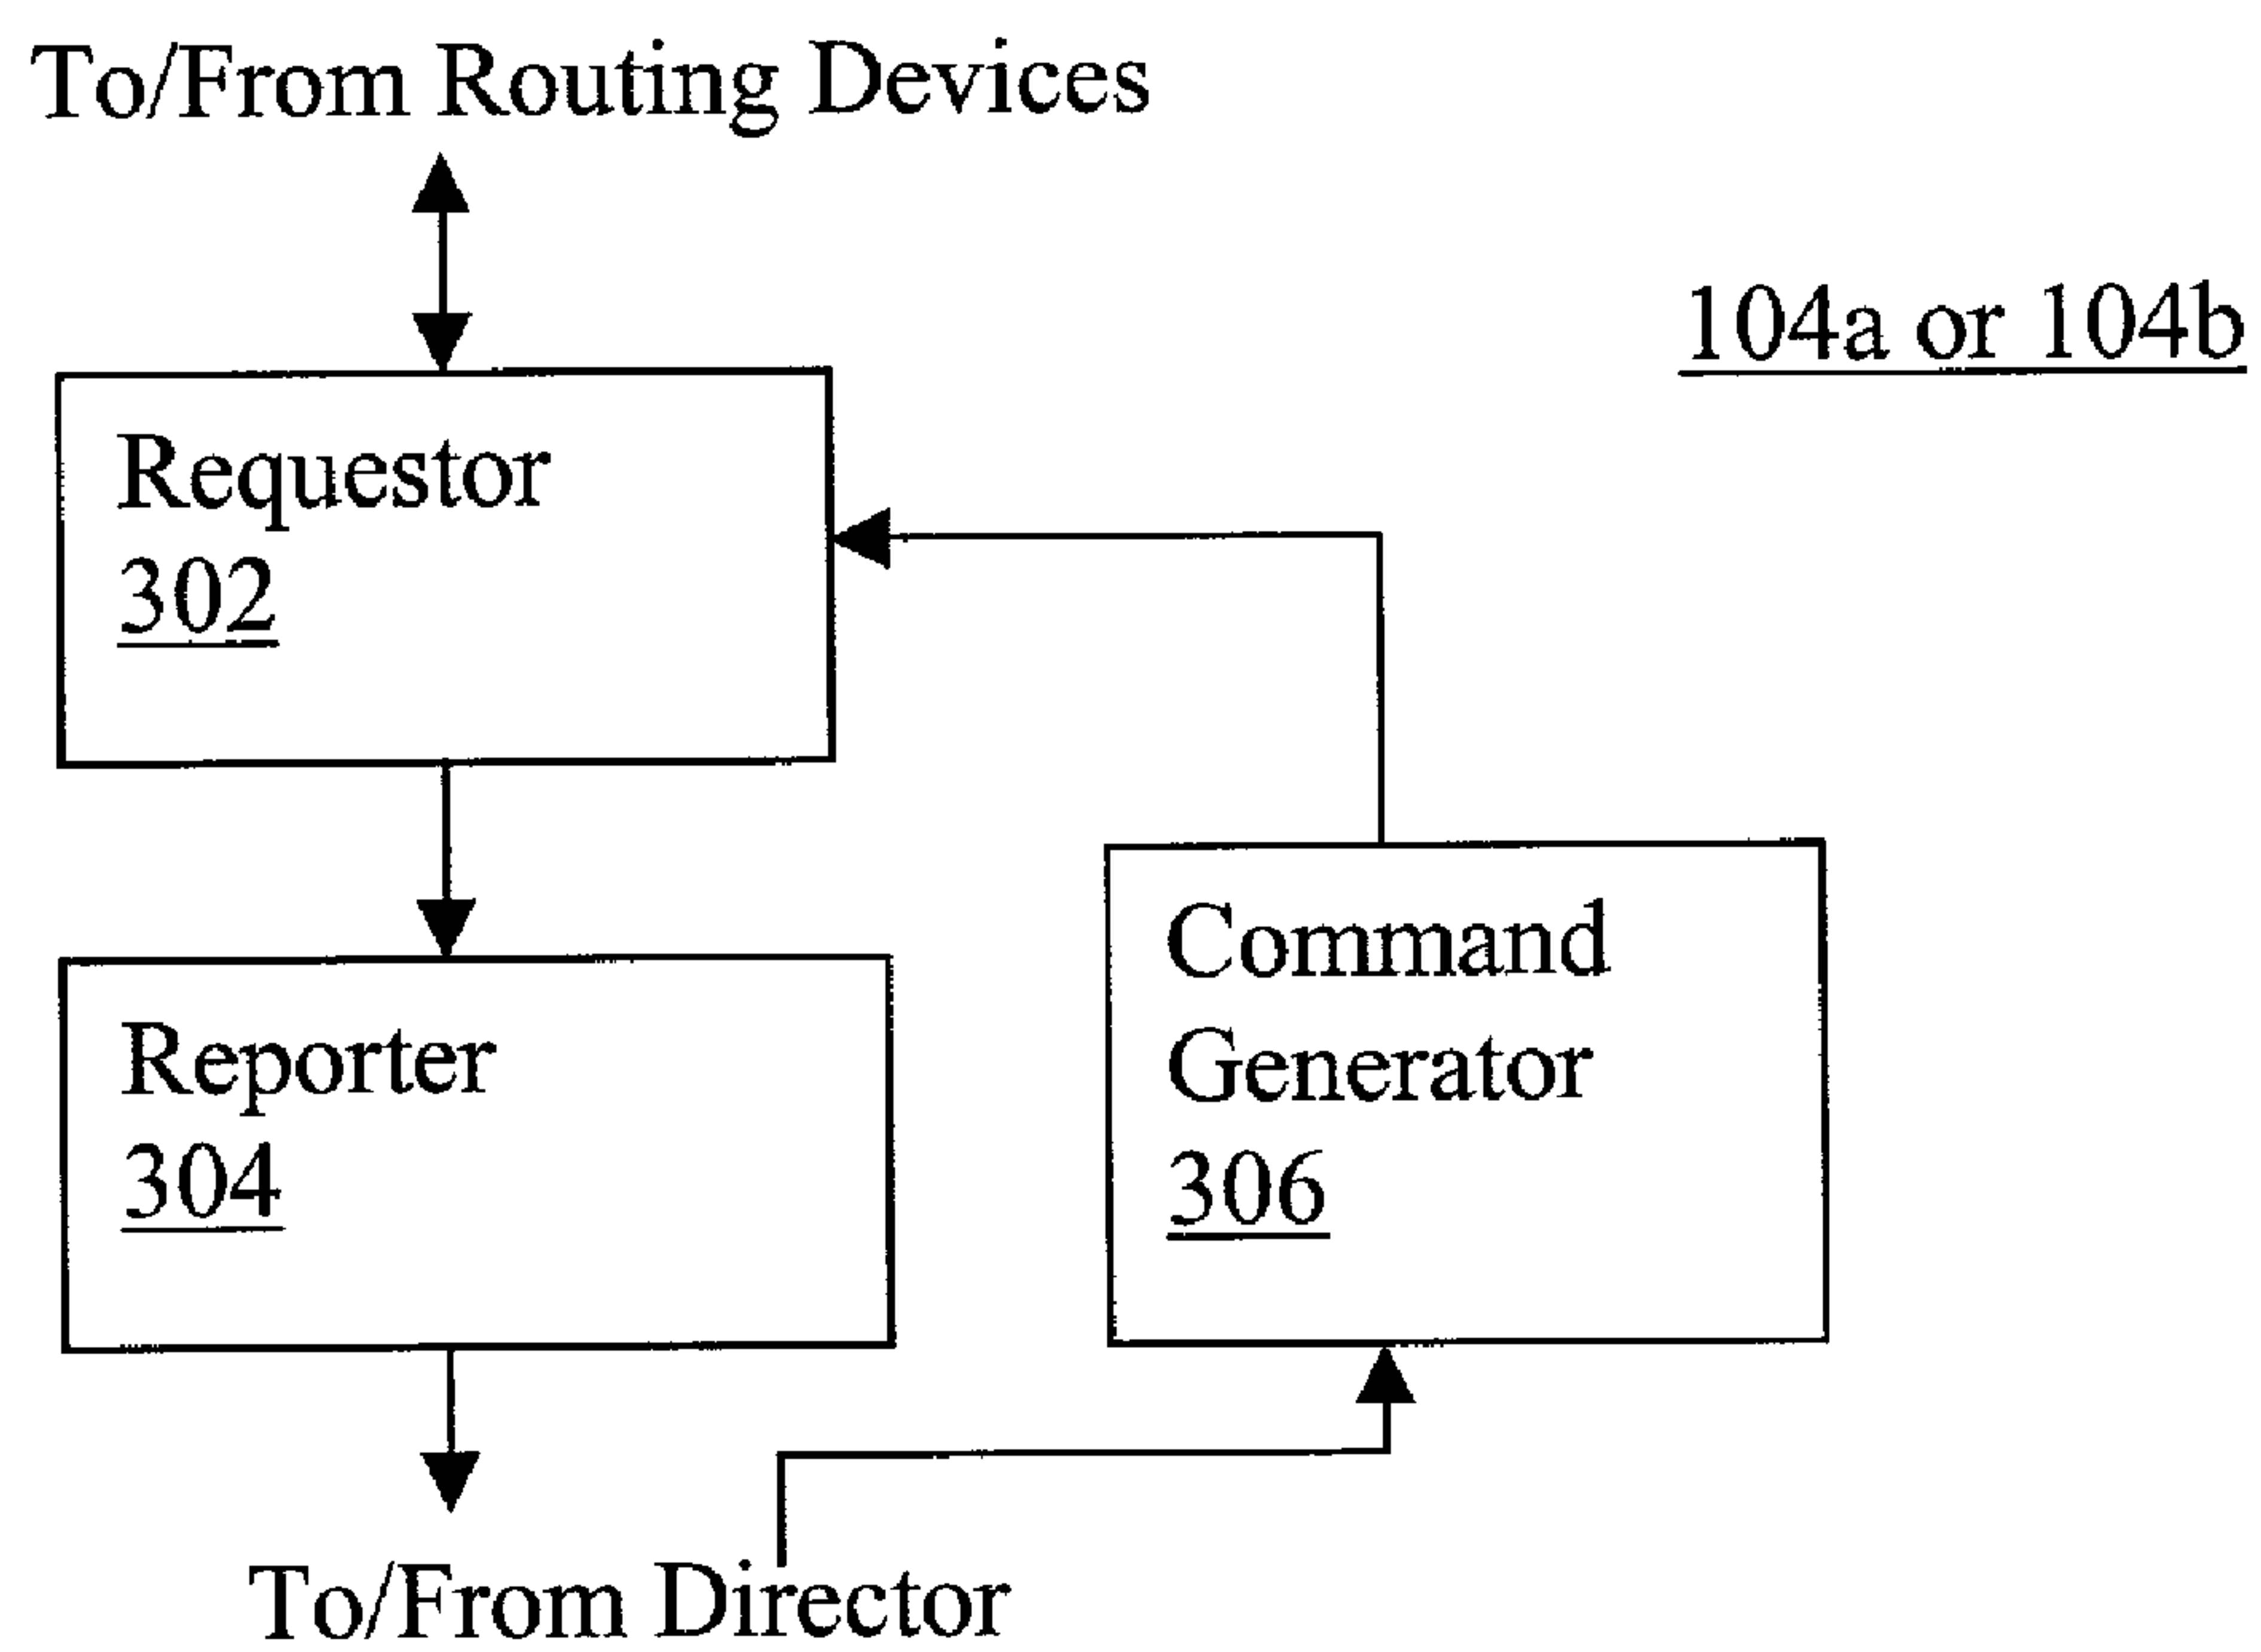 To/From Routing Devices
104a or 104b
Requestor
302
Reporter
304
Command
Generator
306
To/From Director